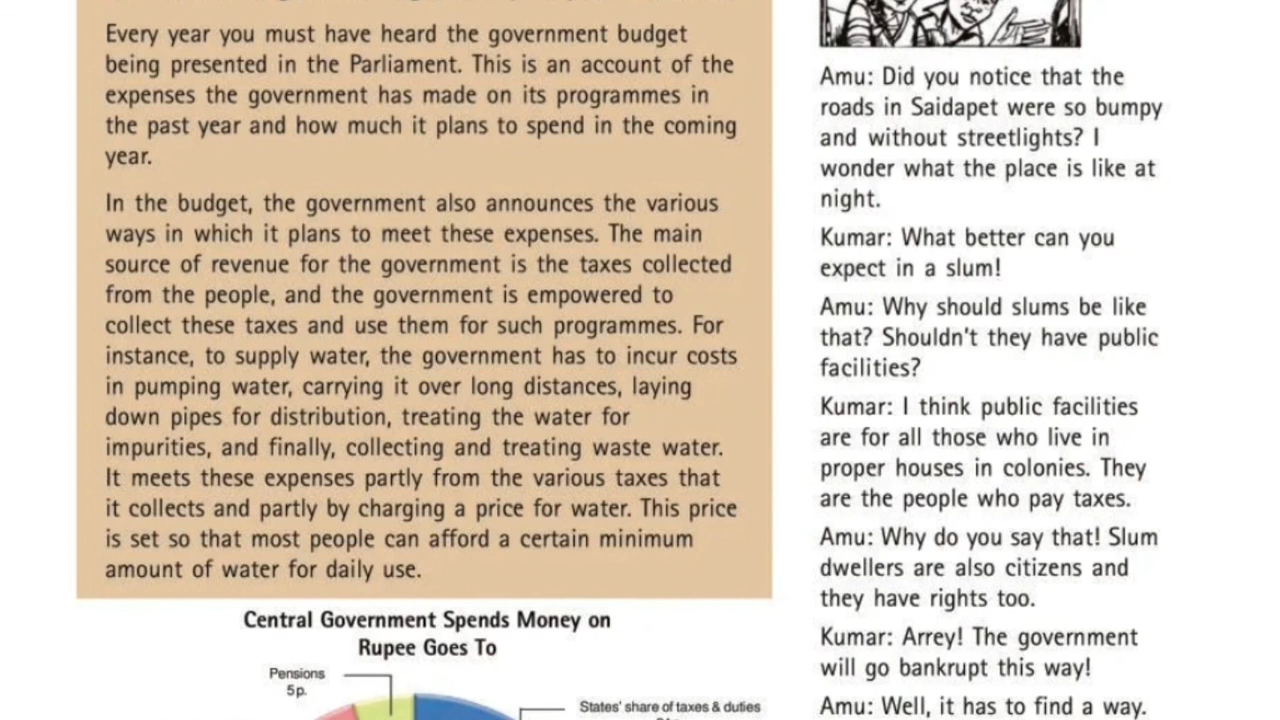 Every year you must have heard the government budget
being presented in the Parliament. This is an account of the
expenses the government has made on its programmes in
the past year and how much it plans to spend in the coming
year.
In the budget, the government also announces the various
ways in which it plans to meet these expenses. The main
source of revenue for the government is the taxes collected
from the people, and the government is empowered to
collect these taxes and use them for such programmes. For
instance, to supply water, the government has to incur costs
in pumping water, carrying it over long distances, laying
down pipes for distribution, treating the water for
impurities, and finally, collecting and treating waste water.
It meets these expenses partly from the various taxes that
it collects and partly by charging a price for water. This price
is set so that most people can afford a certain minimum
amount of water for daily use.
Central Government Spends Money on
Rupee Goes To
Pensions
5p.
States' share of taxes & duties
Amu: Did you notice that the
roads in Saidapet were so bumpy
and without streetlights? I
wonder what the place is like at
night.
Kumar: What better can you
expect in a slum!
Amu: Why should slums be like
that? Shouldn't they have public
facilities?
Kumar: I think public facilities
are for all those who live in
proper houses in colonies. They
are the people who pay taxes.
Amu: Why do you say that! Slum
dwellers are also citizens and
they have rights too.
Kumar: Arrey! The government
will go bankrupt this way!
Amu: Well, it has to find a way.